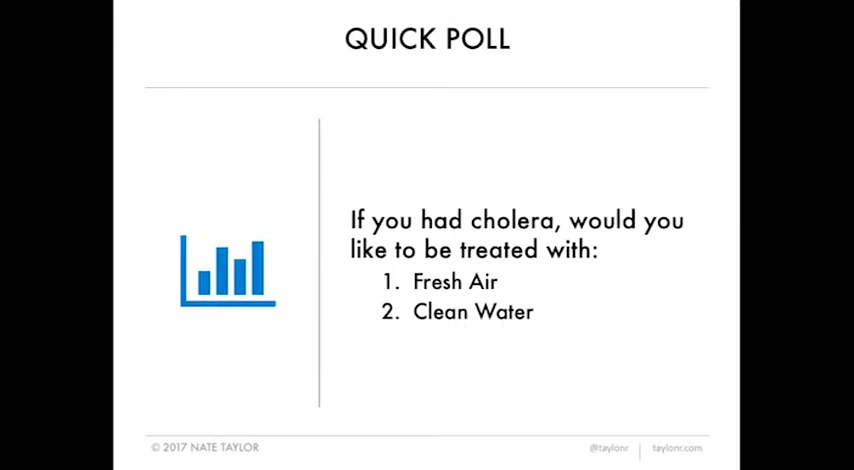 QUICK POLL
If you had cholera, would you
like to be treated with:
1. Fresh Air
2. Clean Water
© 2017 NATE TAYLOR
@taylonr
taylonr.com